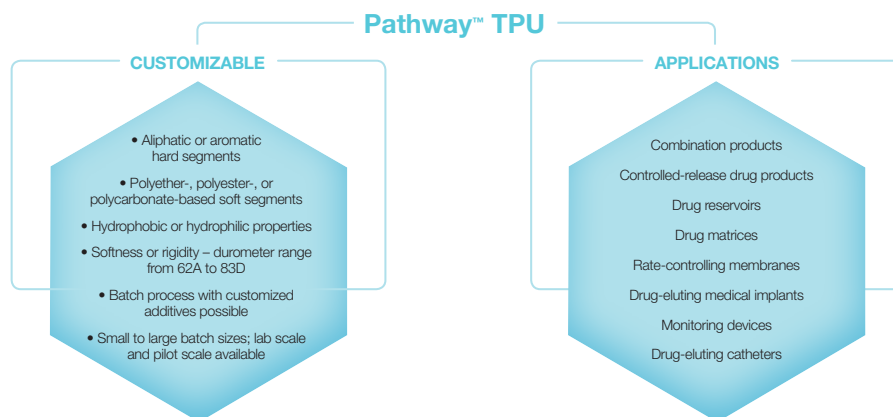 Pathway™ TPU
CUSTOMIZABLE
• Aliphatic or aromatic
hard segments
• Polyether-, polyester-, or
polycarbonate-based soft segments
• Hydrophobic or hydrophilic properties
• Softness or rigidity – durometer range
from 62A to 83D
• Batch process with customized
additives possible
• Small to large batch sizes; lab scale
and pilot scale available
APPLICATIONS
Combination products
Controlled-release drug products
Drug reservoirs
Drug matrices
Rate-controlling membranes
Drug-eluting medical implants
Monitoring devices
Drug-eluting catheters